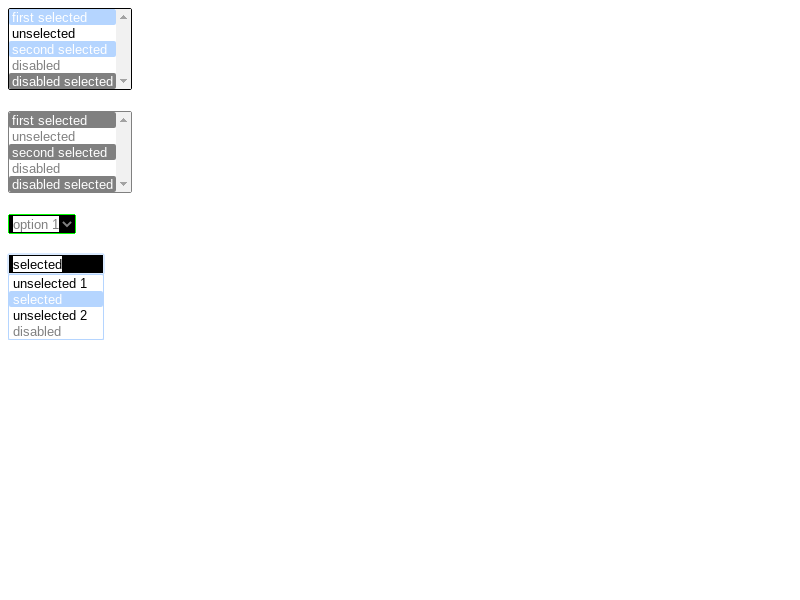 first selected
unselected
second selected
disabled
disabled selected
first selected
unselected
second selected
disabled
disabled selected
option 1
selected
unselected 1
selected
unselected 2
disabled